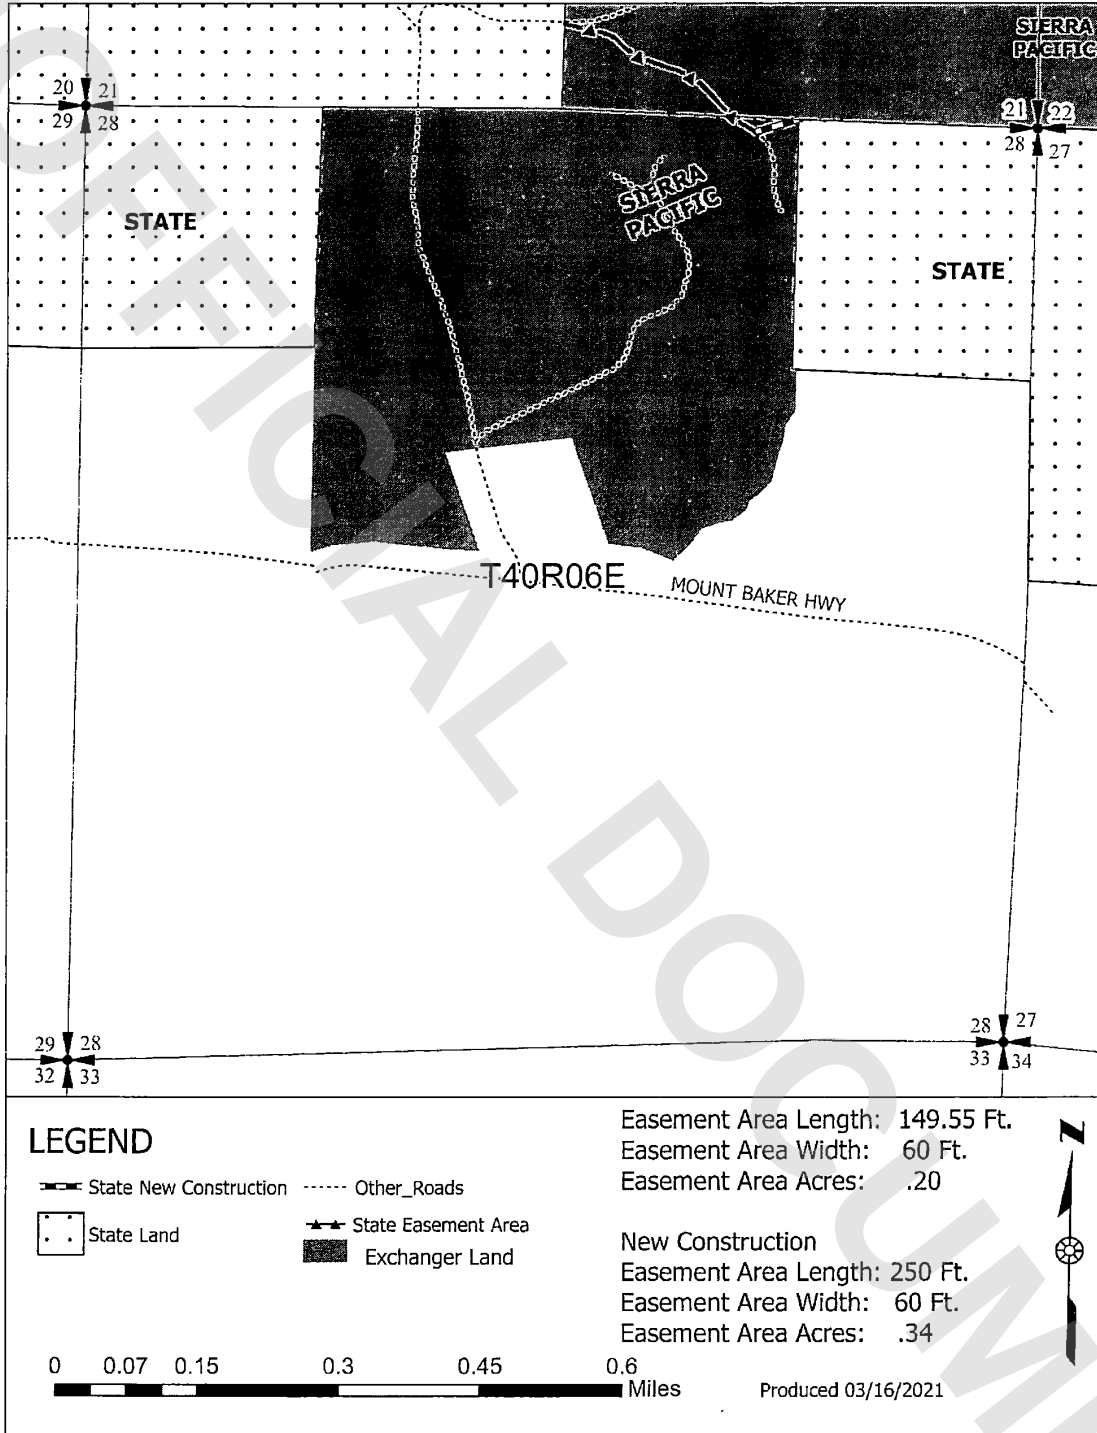 SIERRA
PACIFIC
20 21
29 28
21 22
28 27
STATE
SIERRA
PACIFIC
STATE
T40R06E
MOUNT BAKER HWY
29 28
32 33
28 27
33 34
LEGEND
State New Construction
Other_Roads
State Land
State Easement Area
Exchanger Land
Easement Area Length: 149.55 Ft.
Easement Area Width: 60 Ft.
Easement Area Acres: .20
New Construction
Easement Area Length: 250 Ft.
Easement Area Width: 60 Ft.
Easement Area Acres: .34
Z
0 0.07 0.15 0.3 0.45 0.6
Miles
Produced 03/16/2021
OFFICIAL DOCUM